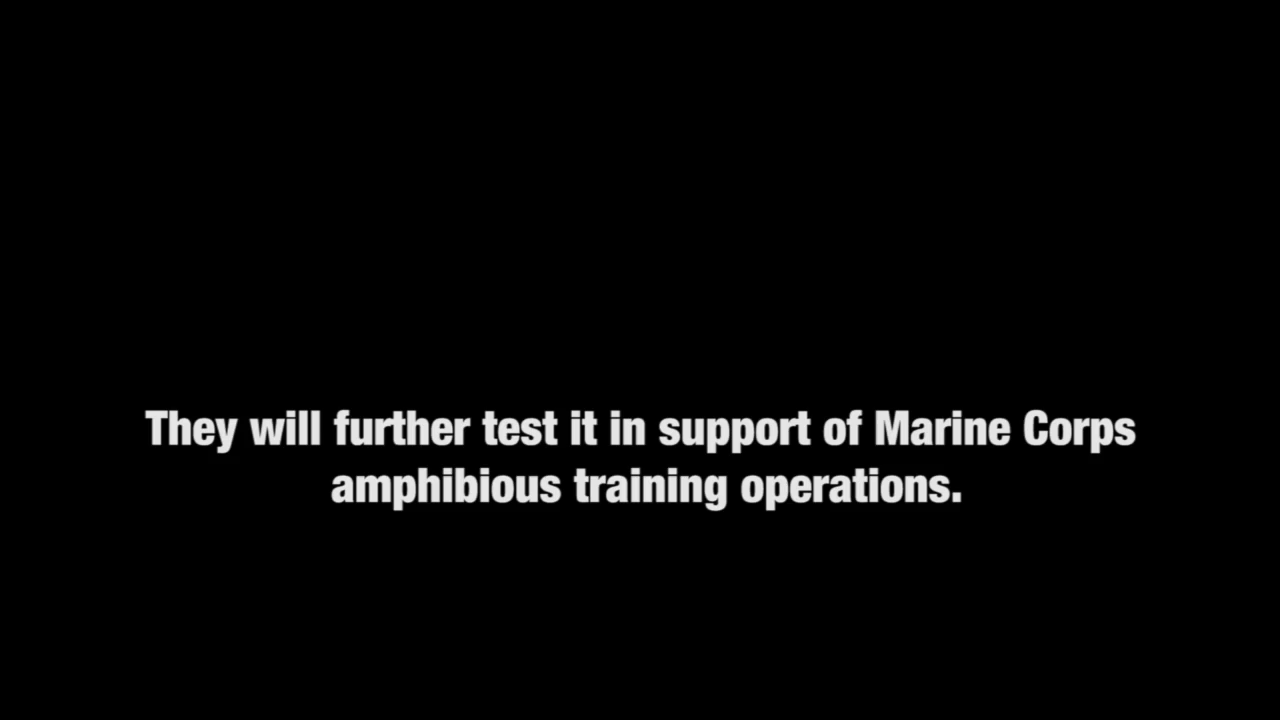 They will further test it in support of Marine Corps
amphibious training operations.